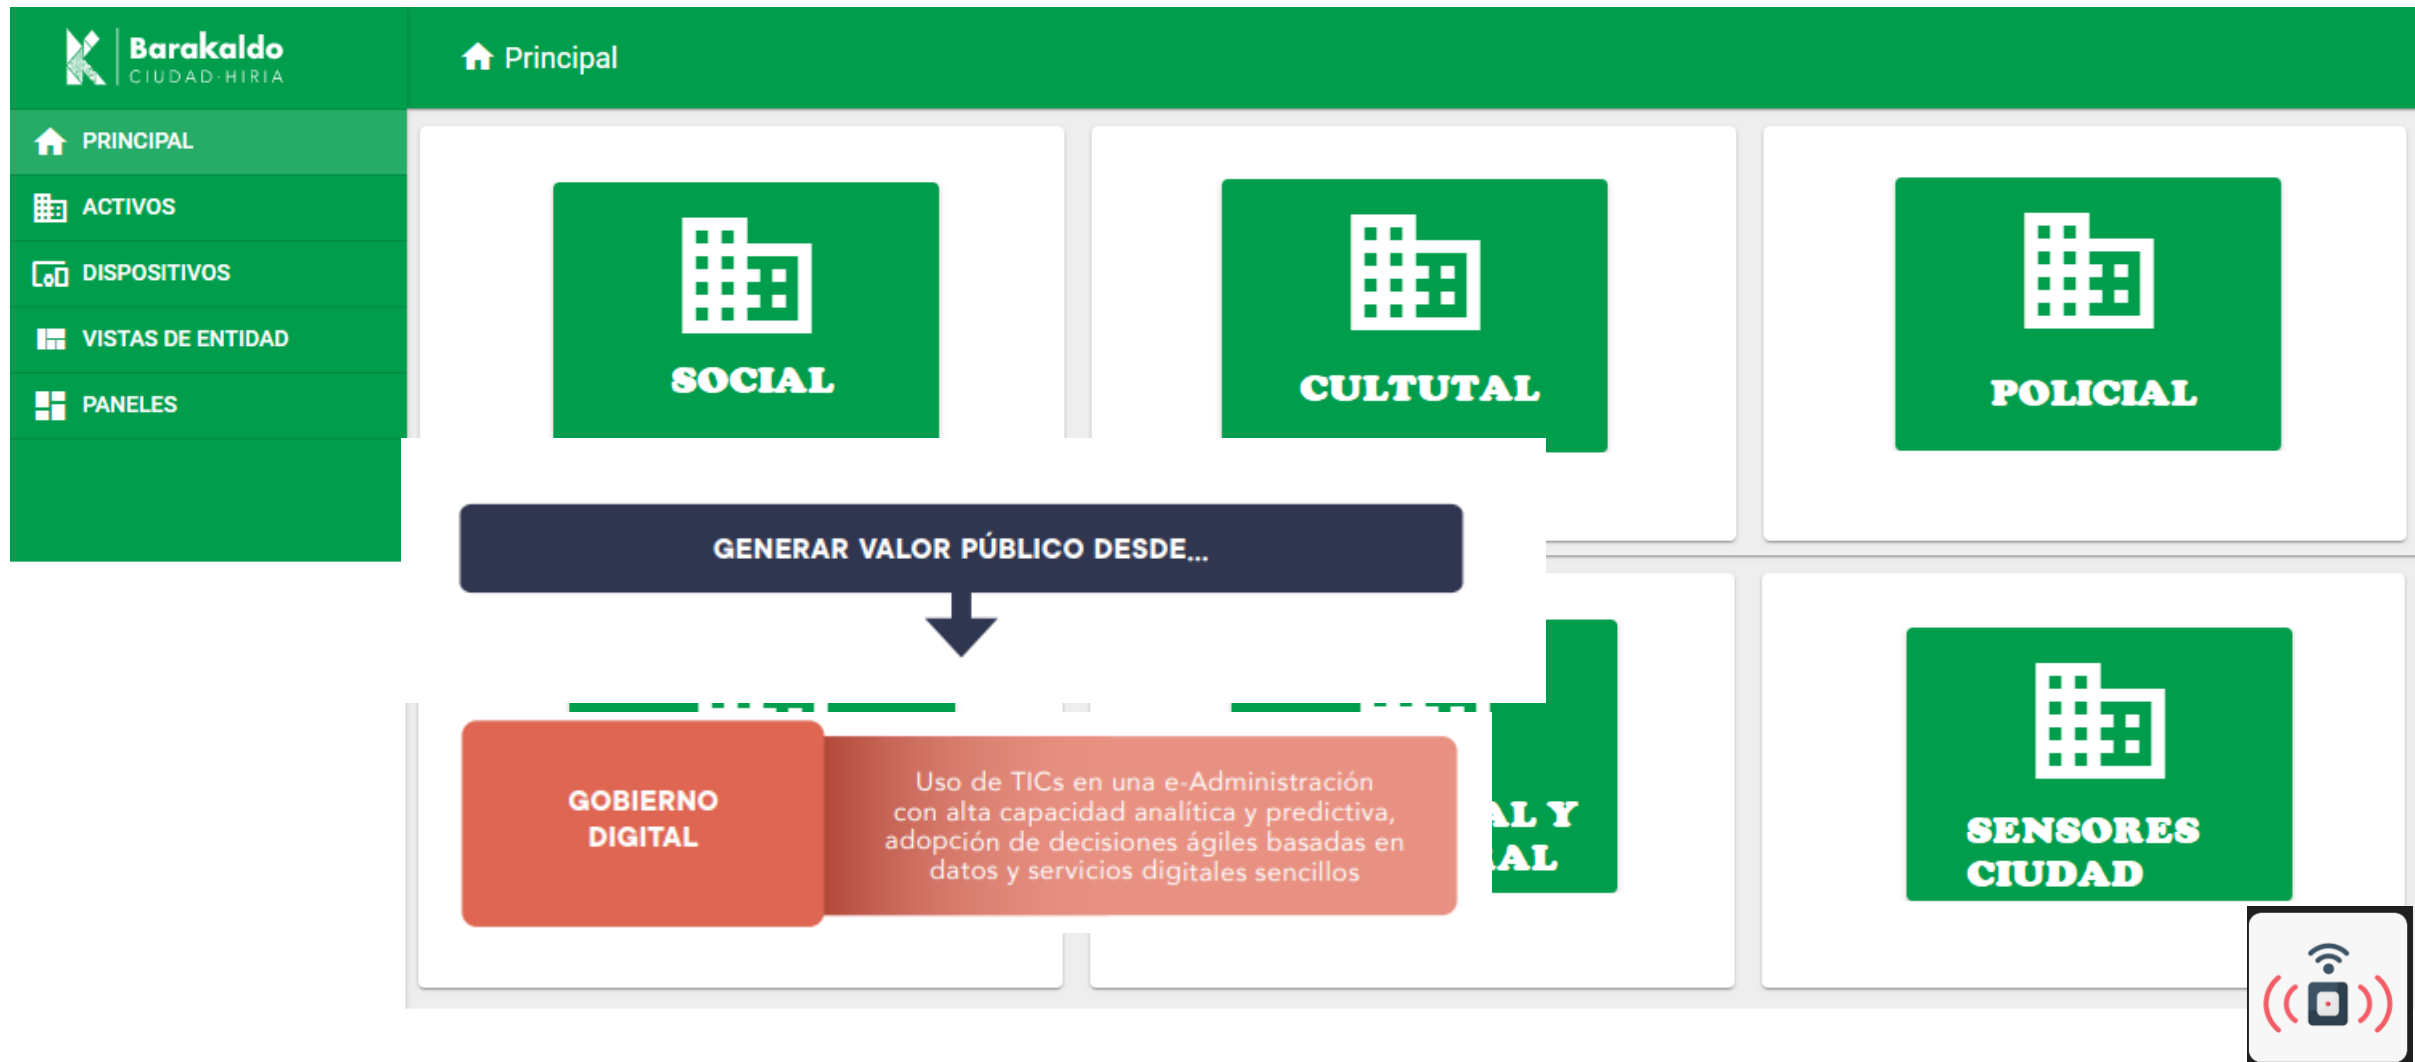 Barakaldo
CIUDAD·HIRIA
Principal
PRINCIPAL
ACTIVOS
DISPOSITIVOS
VISTAS DE ENTIDAD
PANELES
SOCIAL
CULTUTAL
POLICIAL
GENERAR VALOR PÚBLICO DESDE...
GOBIERNO
DIGITAL
Uso de TICs en una e-Administración
con alta capacidad analítica y predictiva,
adopción de decisiones ágiles basadas en
datos y servicios digitales sencillos
AL Y
AL
SENSORES
CIUDAD